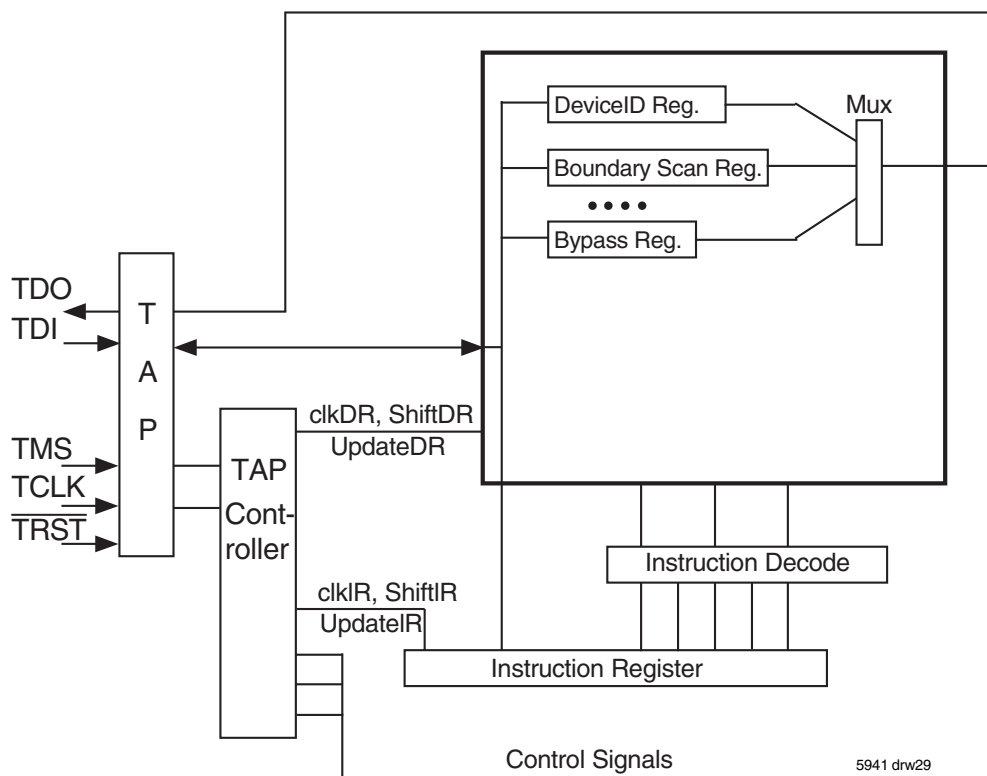 DeviceID Reg.
Mux
Boundary Scan Reg.
Bypass Reg.
TDO
TDI
T
A
P
TMS
TCLK
TRST
clkDR, ShiftDR
UpdateDR
TAP
Cont-
roller
Instruction Decode
clkIR, ShiftIR
UpdateIR
Instruction Register
Control Signals
5941 drw29